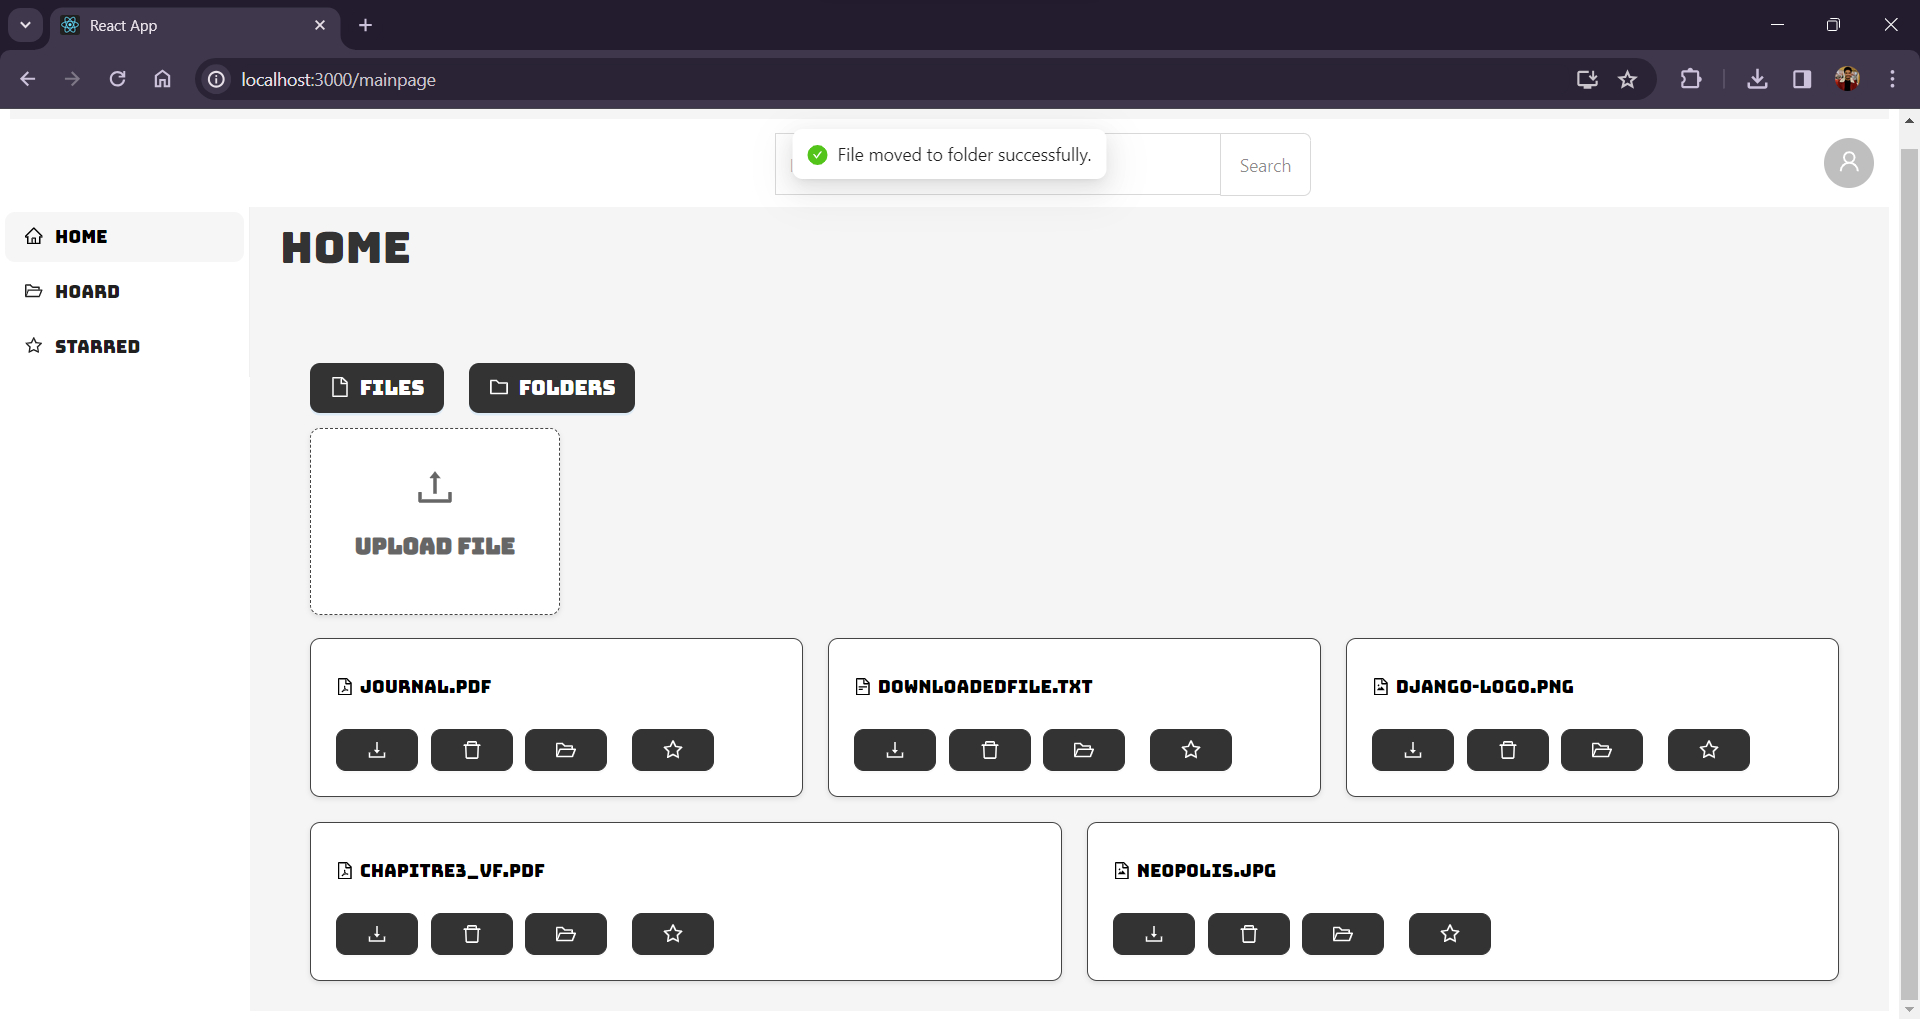 React App
localhost:3000/mainpage
File moved to folder successfully.
Search
HOME
HOARD
STARRED
HOME
FILES
FOLDERS
UPLOAD FILE
JOURNAL.PDF
DOWNLOADEDFILE.TXT
DJANGO-LOGO.PNG
CHAPITRE3_VF.PDF
NEOPOLIS.JPG